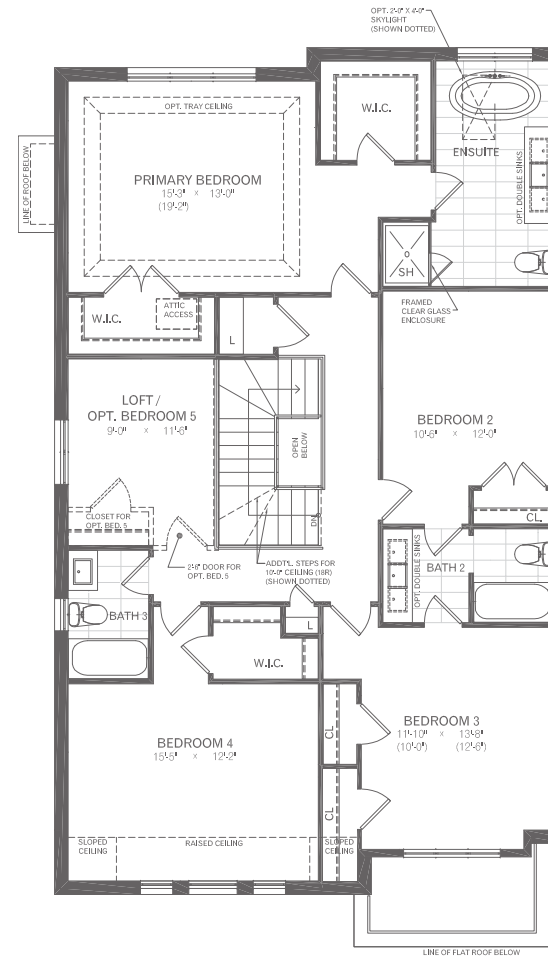 OPT. 2'-0" X 4'-0"
SKYLIGHT
(SHOWN DOTTED)
OPT. TRAY CEILING
W.I.C.
ENSUITE
LINE OF ROOF BELOW
PRIMARY BEDROOM
15'-3" x 13'-0"
(19'-2")
OPT. DOUBLE SINKS
SH
W.I.C.
ATTIC
ACCESS
L
FRAMED
CLEAR GLASS
ENCLOSURE
LOFT /
OPT. BEDROOM 5
9'-0" x 11'-6"
OPEN
BELOW
BEDROOM 2
10'-6" x 12'-0"
CLOSET FOR
OPT. BED. 5
DN
CL.
2'-6" DOOR FOR
OPT. BED. 5
ADDT'L. STEPS FOR
10'-0" CEILING (18R)
(SHOWN DOTTED)
OPT. DOUBLE SINKS
BATH 2
BATH 3
L
W.I.C.
BEDROOM 4
15'-5" x 12'-2"
CL
BEDROOM 3
11'-10" x 13'-8"
(10'-0") (12'-6")
CL
SLOPED
CEILING
RAISED CEILING
SLOPED
CEILING
LINE OF FLAT ROOF BELOW